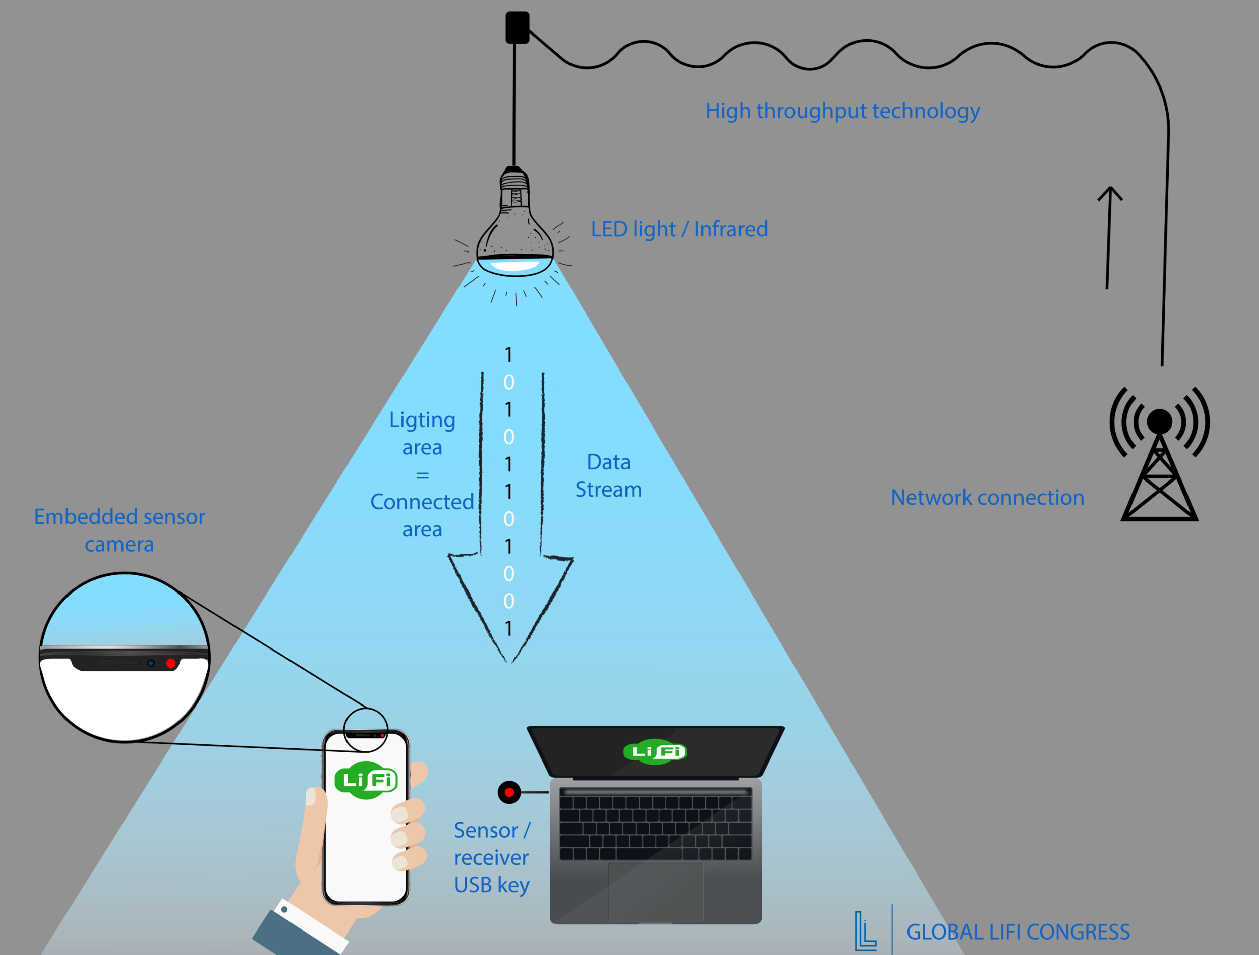 High throughput technology
LED light / Infrared
1
0
1
0
1
1
0
1
0
0
1
Ligting
area
=
Connected
area
Data
Stream
Network connection
Embedded sensor
camera
LiFi
LiFi
Sensor /
receiver
USB key
GLOBAL LIFI CONGRESS